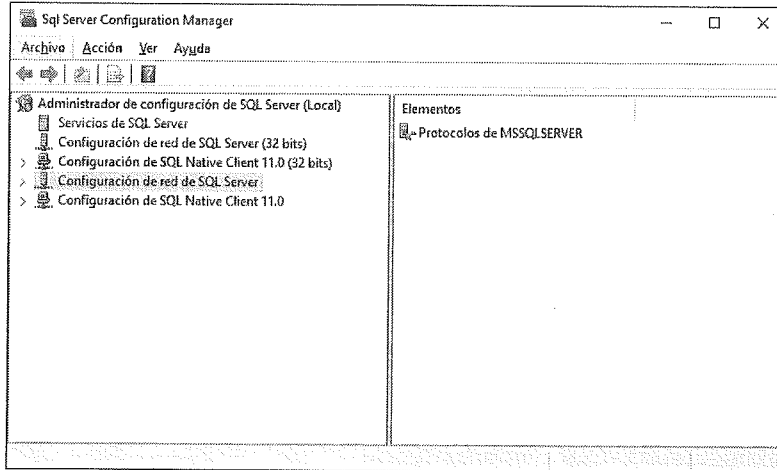 Sql Server Configuration Manager
Archivo Acción Ver Ayuda
Administrador de configuración de SQL Server (Local)
Servicios de SQL Server
Configuración de red de SQL Server (32 bits)
Configuración de SQL Native Client 11.0 (32 bits)
Configuración de red de SQL Server
Configuración de SQL Native Client 11.0
Elementos
Protocolos de MSSQLSERVER